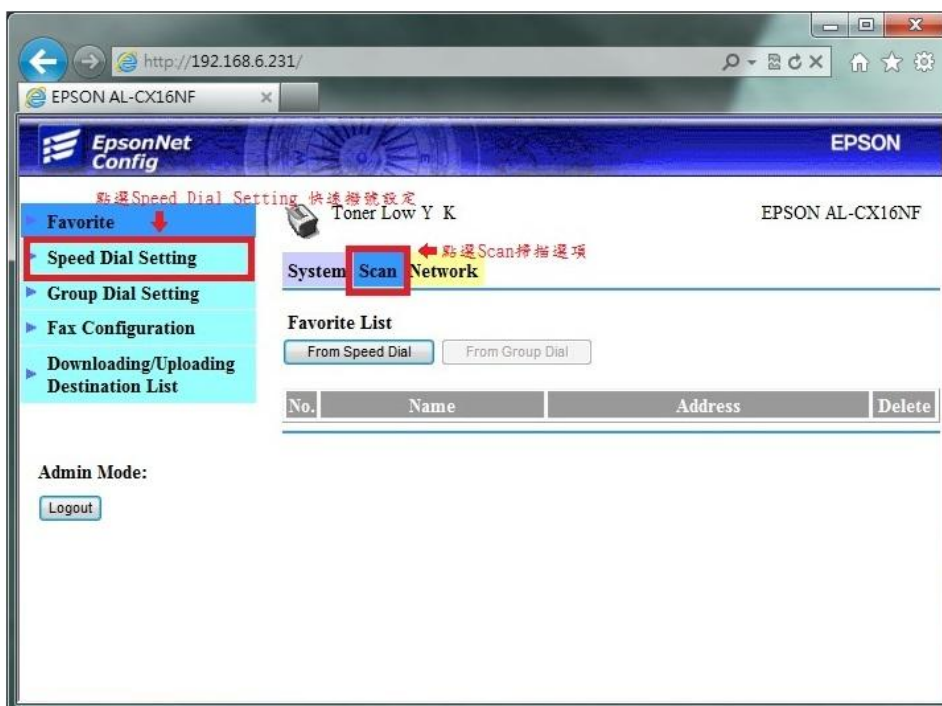 http://192.168.6.231/
EPSON AL-CX16NF
EpsonNet
Config
EPSON
點選Speed Dial Setting 快速撥號設定
Favorite
Toner Low Y K
EPSON AL-CX16NF
Speed Dial Setting
點選Scan掃描選項
System Scan Network
Group Dial Setting
Fax Configuration
Downloading/Uploading
Destination List
Favorite List
From Speed Dial From Group Dial
No. Name Address Delete
Admin Mode:
Logout